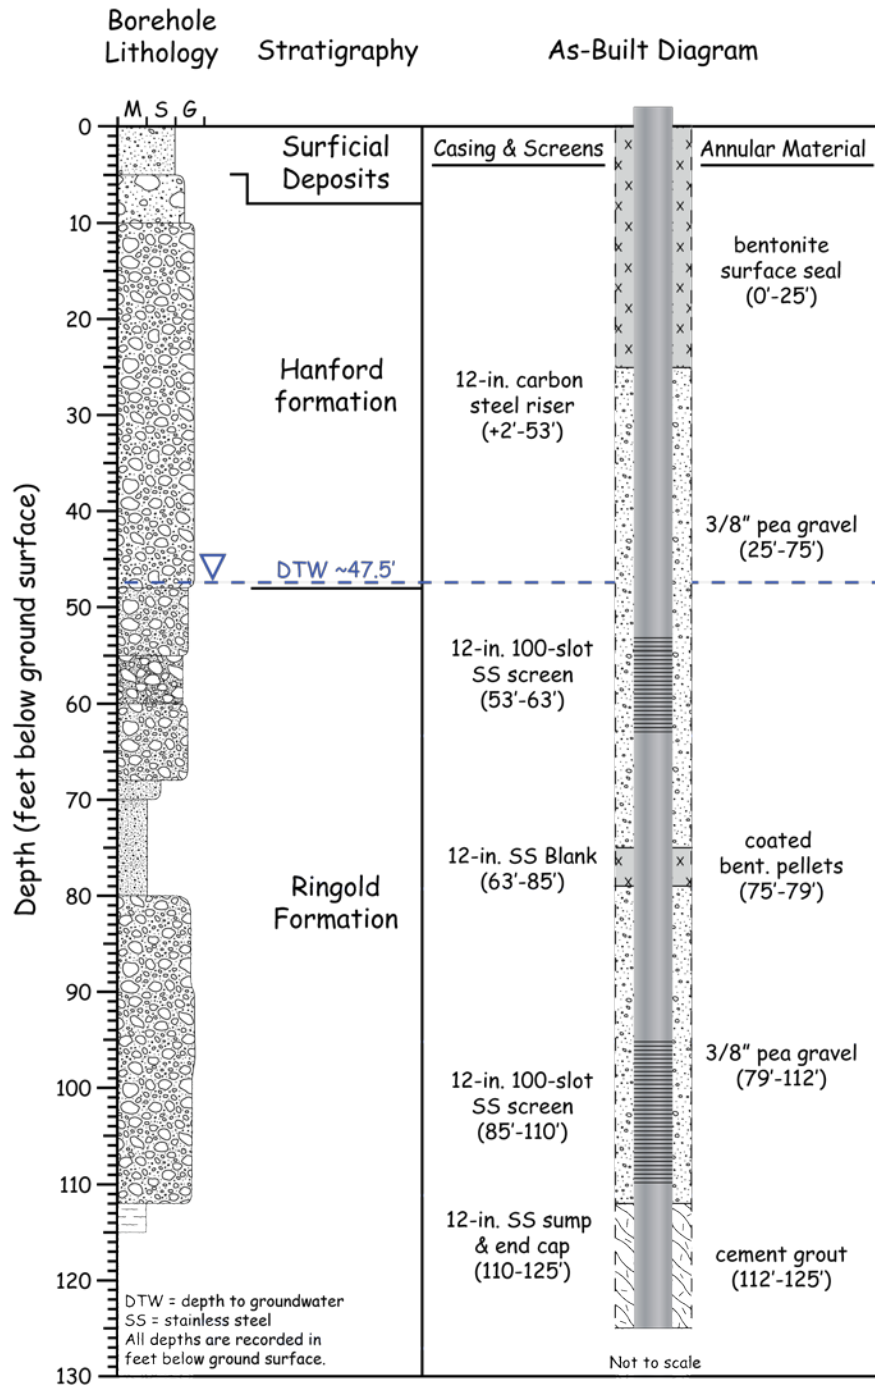 Borehole
Lithology
Stratigraphy
As-Built Diagram
M S G
Depth (feet below ground surface)
0
10
20
30
40
50
60
70
80
90
100
110
120
130
Surficial
Deposits
Hanford
formation
DTW ~47.5'
Ringold
Formation
Casing & Screens
12-in. carbon
steel riser
(+2'-53')
12-in. 100-slot
SS screen
(53'-63')
12-in. SS Blank
(63'-85')
12-in. 100-slot
SS screen
(85'-110')
12-in. SS sump
& end cap
(110-125')
Annular Material
bentonite
surface seal
(0'-25')
3/8" pea gravel
(25'-75')
coated
bent. pellets
(75'-79')
3/8" pea gravel
(79'-112')
cement grout
(112'-125')
DTW = depth to groundwater
SS = stainless steel
All depths are recorded in
feet below ground surface.
Not to scale